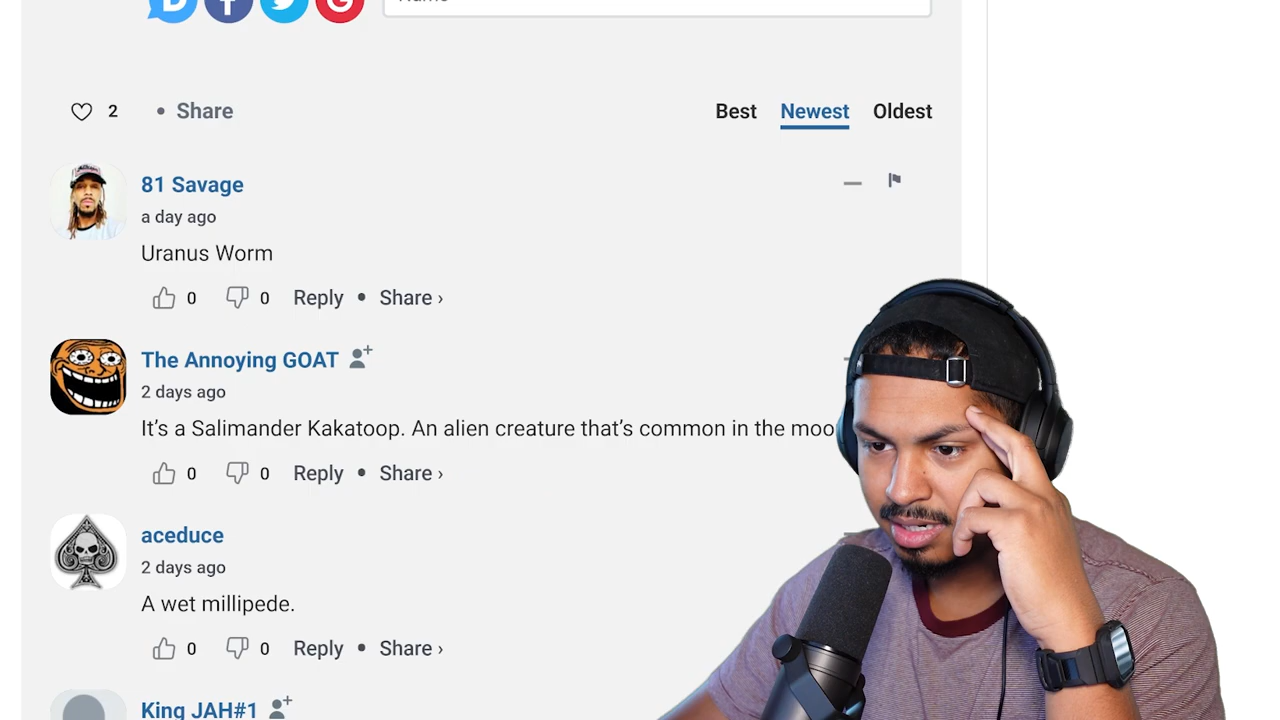 2 • Share Best Newest Oldest
81 Savage
a day ago
Uranus Worm
0 0 Reply • Share ›
The Annoying GOAT
2 days ago
It's a Salimander Kakatoop. An alien creature that's common in the
0 0 Reply • Share ›
aceduce
2 days ago
A wet millipede.
0 0 Reply • Share ›
King JAH#1